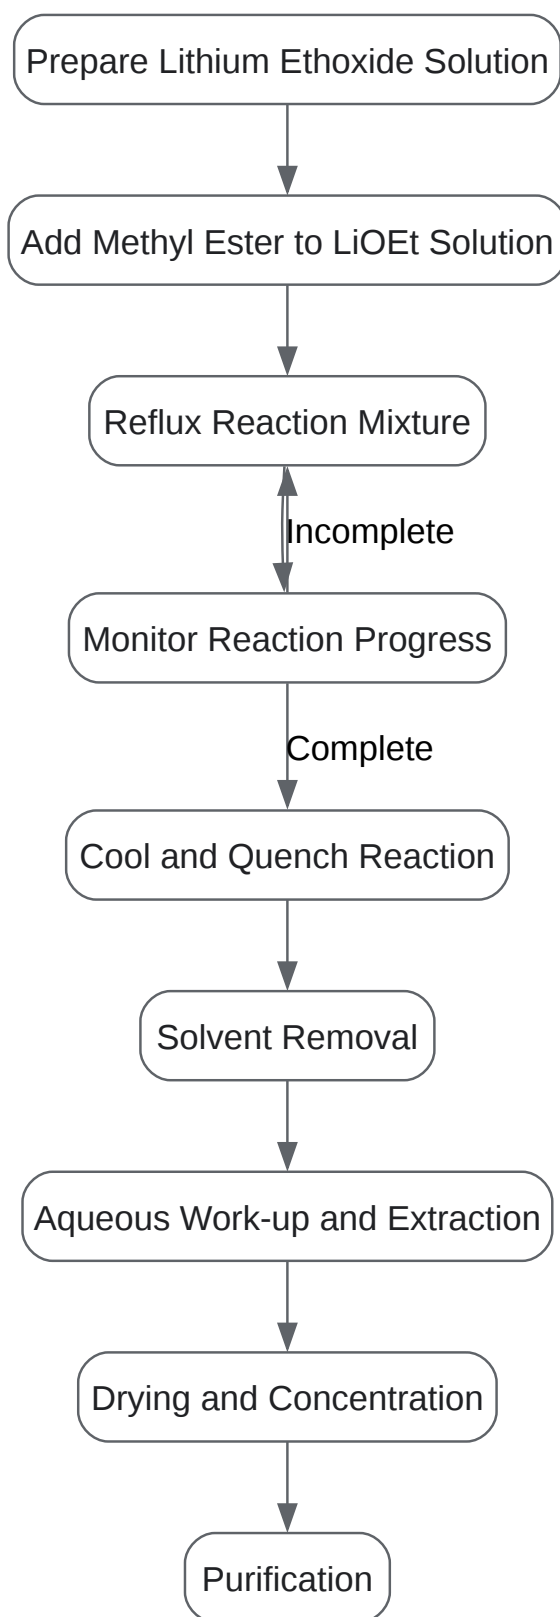 Prepare Lithium Ethoxide Solution
Add Methyl Ester to LiOEt Solution
Reflux Reaction Mixture
Incomplete
Monitor Reaction Progress
Complete
Cool and Quench Reaction
Solvent Removal
Aqueous Work-up and Extraction
Drying and Concentration
Purification